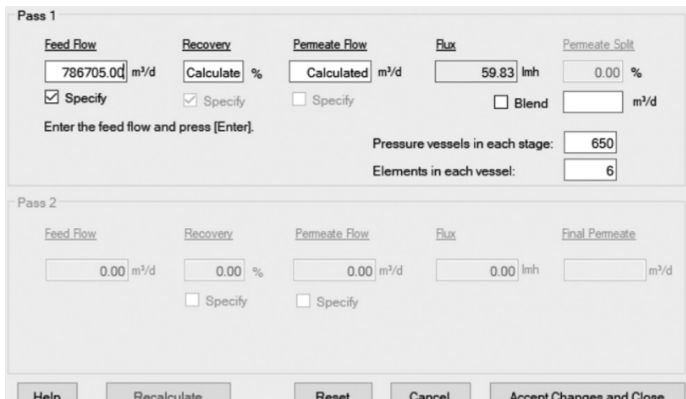 Pass 1
Feed Flow Recovery Permeate Flow Flux Permeate Split
786705.00 m³/d Calculate % Calculated m³/d 59.83 lmh 0.00 %
Specify Specify Specify Blend m³/d
Enter the feed flow and press [Enter].
Pressure vessels in each stage: 650
Elements in each vessel: 6
Pass 2
Feed Flow Recovery Permeate Flow Flux Final Permeate
0.00 m³/d 0.00 % 0.00 m³/d 0.00 lmh m³/d
Specify Specify
Help Recalculate Reset Cancel Accept Changes and Close